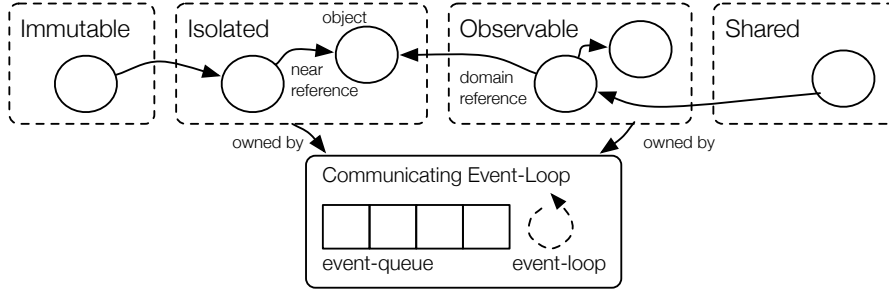 Immutable
Isolated
object
Observable
Shared
near
reference
domain
reference
owned by
owned by
Communicating Event-Loop
event-queue
event-loop